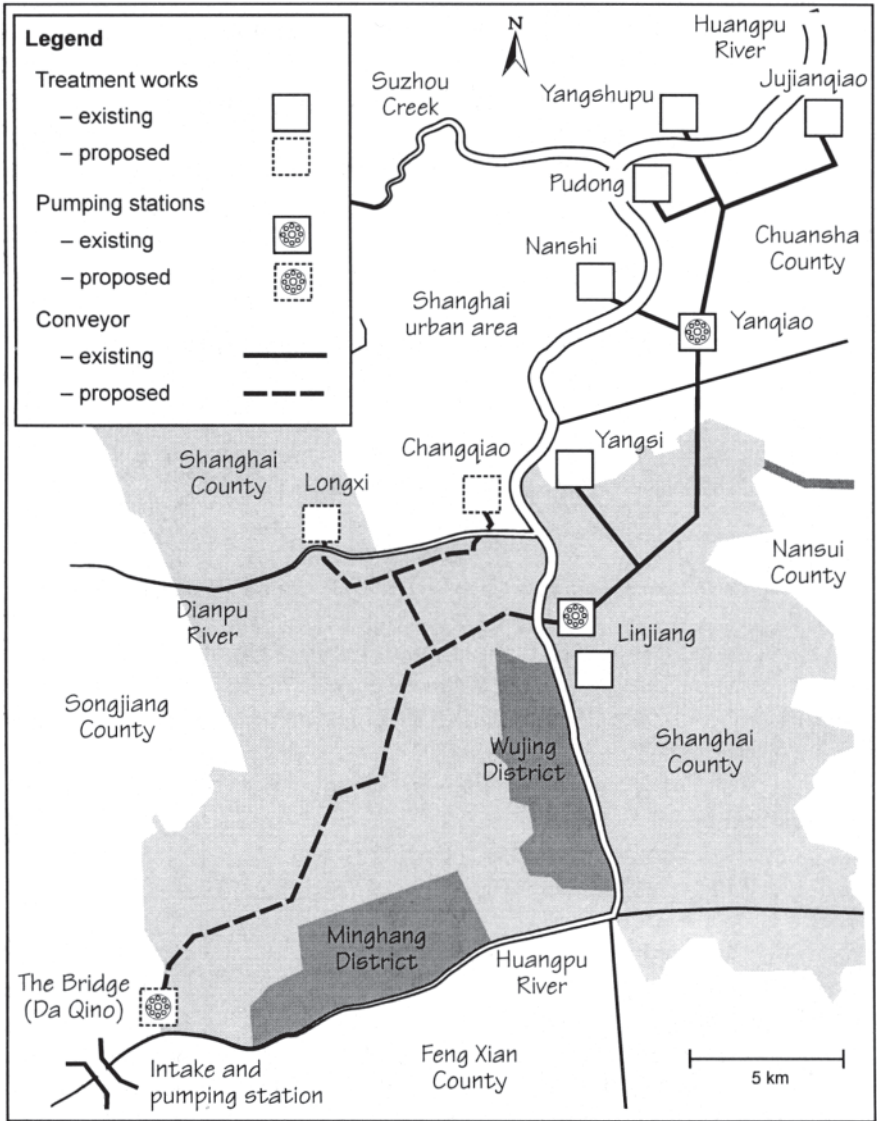 Legend
Treatment works
– existing
– proposed
Pumping stations
– existing
– proposed
Conveyor
– existing
– proposed
N
Huangpu
River
Suzhou
Creek
Yangshupu
Jujianqiao
Pudong
Nanshi
Chuansha
County
Shanghai
urban area
Yanqiao
Changqiao
Yangsi
Shanghai
County
Longxi
Nansui
County
Dianpu
River
Linjiang
Songjiang
County
Wujing
District
Shanghai
County
Minghang
District
Huangpu
River
The Bridge
(Da Qino)
Intake and
pumping station
Feng Xian
County
5 km